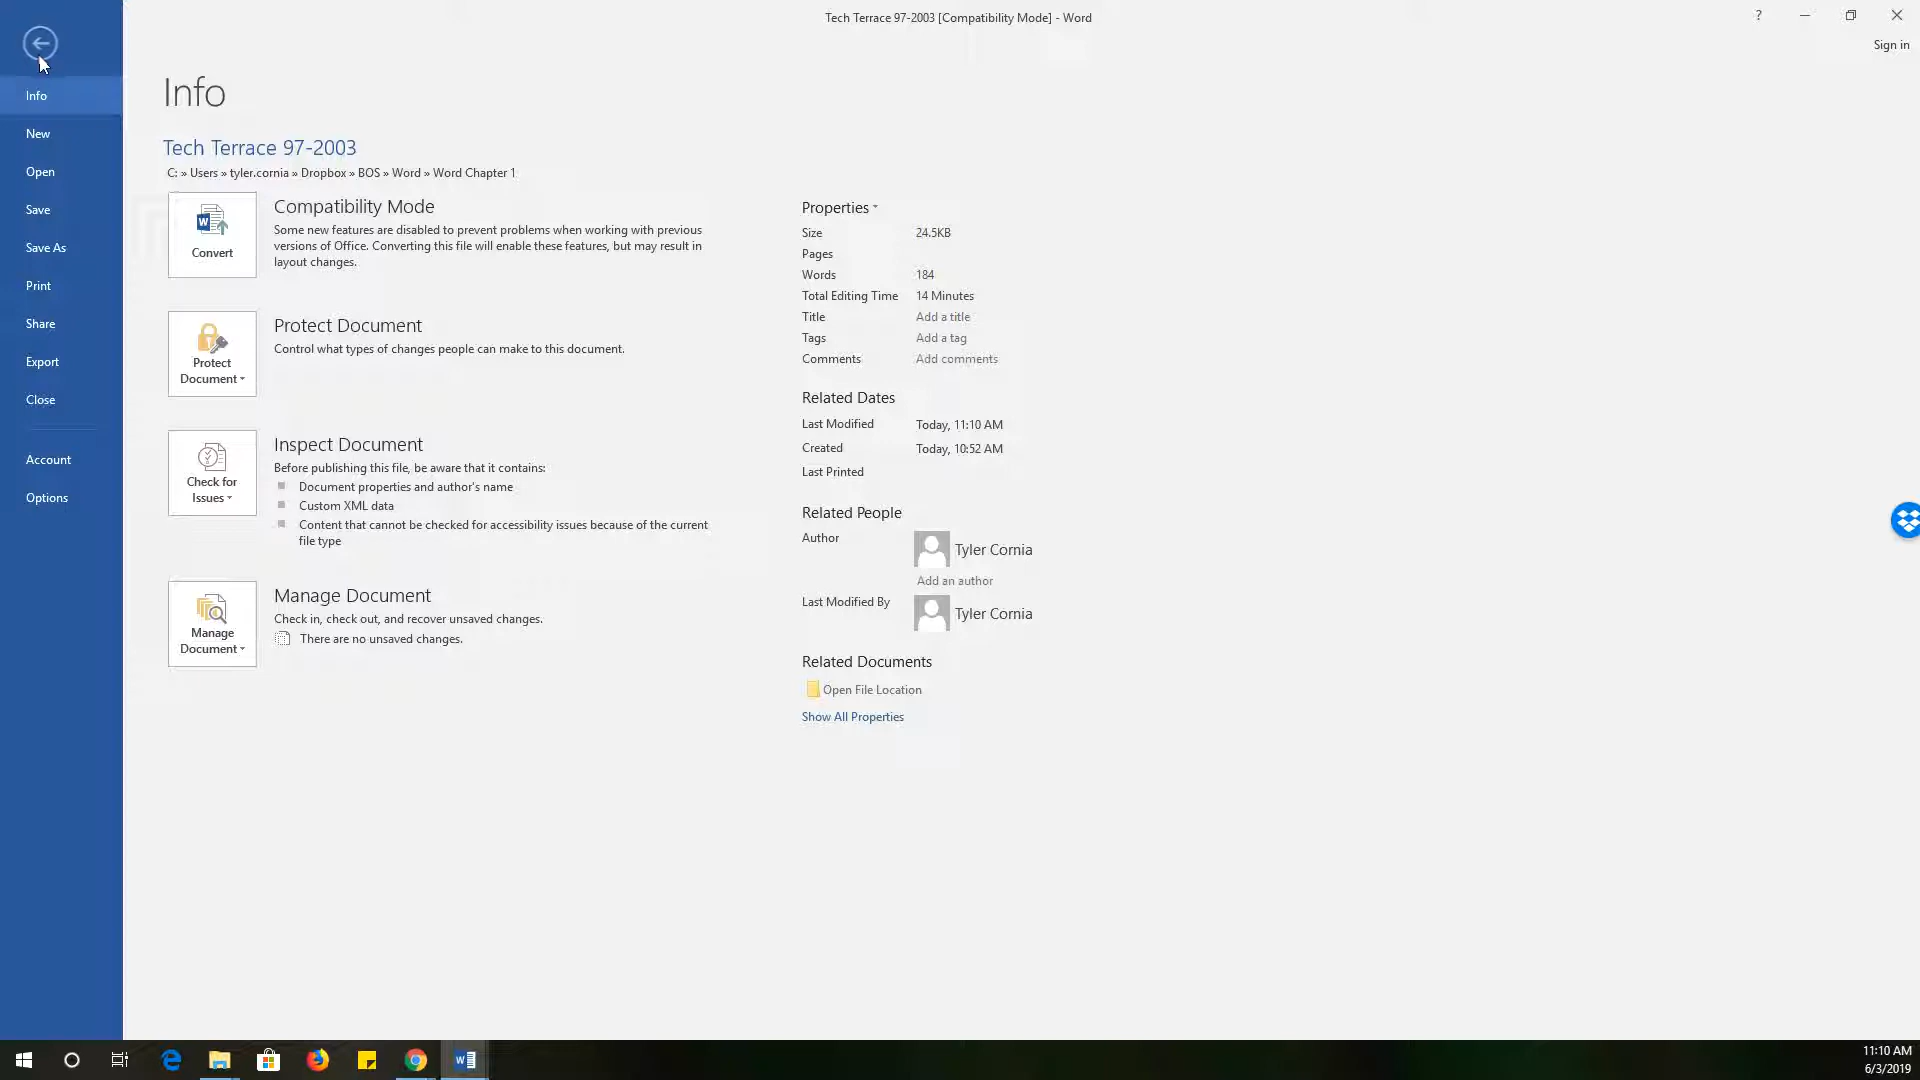 Tech Terrace 97-2003 [Compatibility Mode] - Word
?
Sign in
Info
New
Open
Save
Save As
Print
Share
Export
Close
Account
Options
Info
Tech Terrace 97-2003
C: » Users » tyler.cornia » Dropbox » BOS » Word » Word Chapter 1
Convert
Compatibility Mode
Some new features are disabled to prevent problems when working with previous
versions of Office. Converting this file will enable these features, but may result in
layout changes.
Protect
Document
Protect Document
Control what types of changes people can make to this document.
Check for
Issues
Inspect Document
Before publishing this file, be aware that it contains:
Document properties and author's name
Custom XML data
Content that cannot be checked for accessibility issues because of the current
file type
Manage
Document
Manage Document
Check in, check out, and recover unsaved changes.
There are no unsaved changes.
Properties
Size 24.5KB
Pages
Words 184
Total Editing Time 14 Minutes
Title Add a title
Tags Add a tag
Comments Add comments
Related Dates
Last Modified Today, 11:10 AM
Created Today, 10:52 AM
Last Printed
Related People
Author Tyler Cornia
Add an author
Last Modified By Tyler Cornia
Related Documents
Open File Location
Show All Properties
11:10 AM
6/3/2019